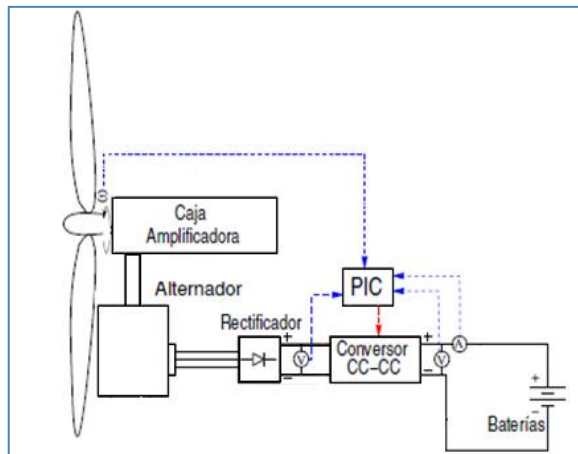 Caja
Amplificadora
Alternador
PIC
Rectificador
+
V
−
Conversor
CC-CC
+
V
−
A
+
−
Baterías